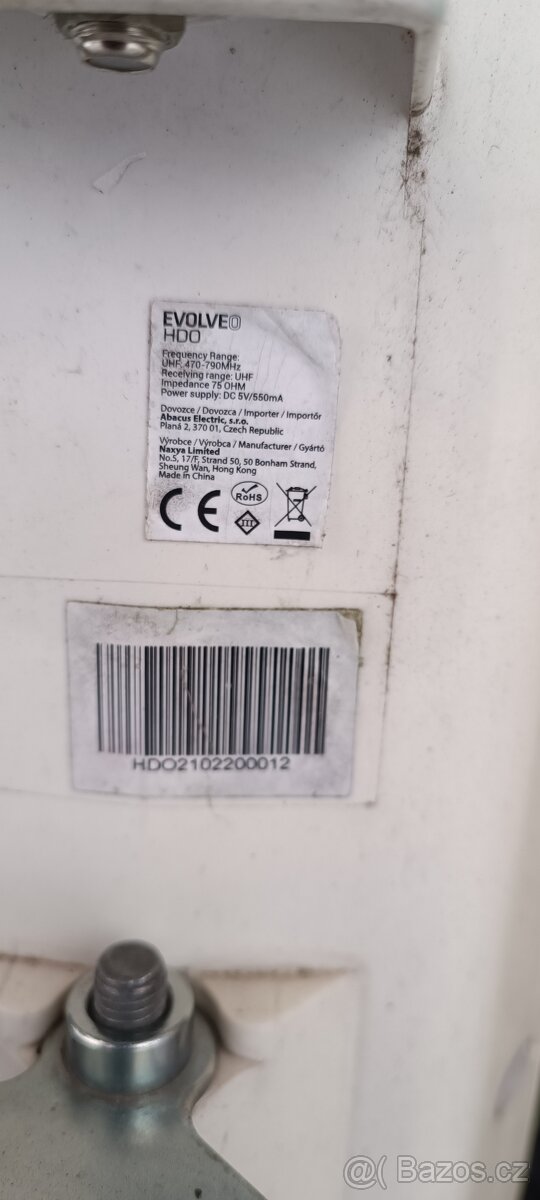 EVOLVEO
HDO
Frequency Range:
UHF: 470-790MHz
Receiving range: UHF
Impedance 75 OHM
Power supply: DC 5V/550mA
Dovozce / Dovozca / Importer / Importőr
Abacus Electric, s.r.o.
Planá 2, 370 01, Czech Republic
Výrobce / Výrobca / Manufacturer / Gyártó
Naxya Limited
No.5, 17/F, Strand 50, 50 Bonham Strand,
Sheung Wan, Hong Kong
Made in China
CE
RoHS
III
HDO2102200012
Bazos.cz